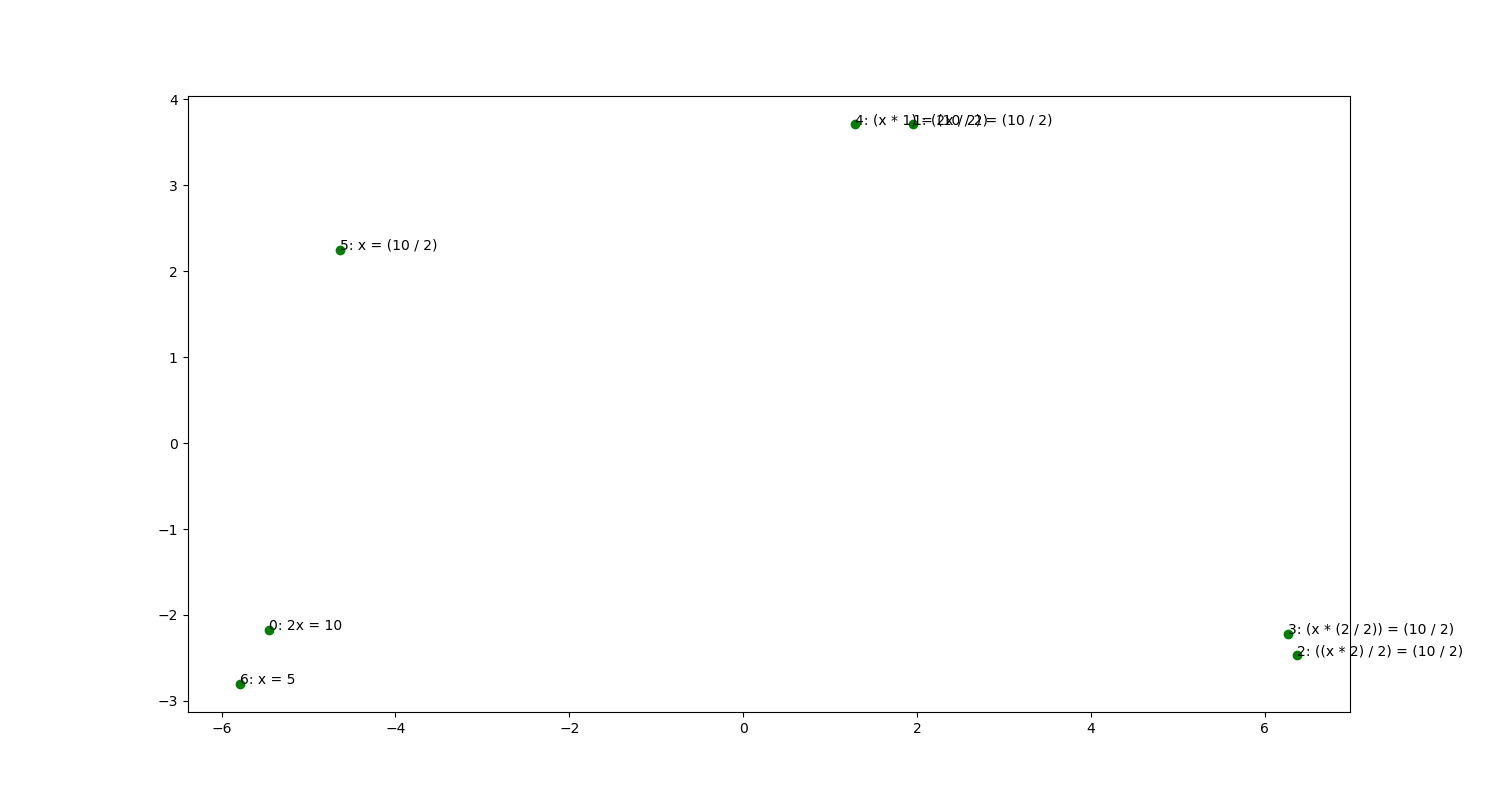 4
4: (x * 1) = (10 / 2)
1: (2x / 2) = (10 / 2)
3
5: x = (10 / 2)
2
1
0
−1
−2
0: 2x = 10
3: (x * (2 / 2)) = (10 / 2)
2: ((x * 2) / 2) = (10 / 2)
6: x = 5
−3
−6 −4 −2 0 2 4 6